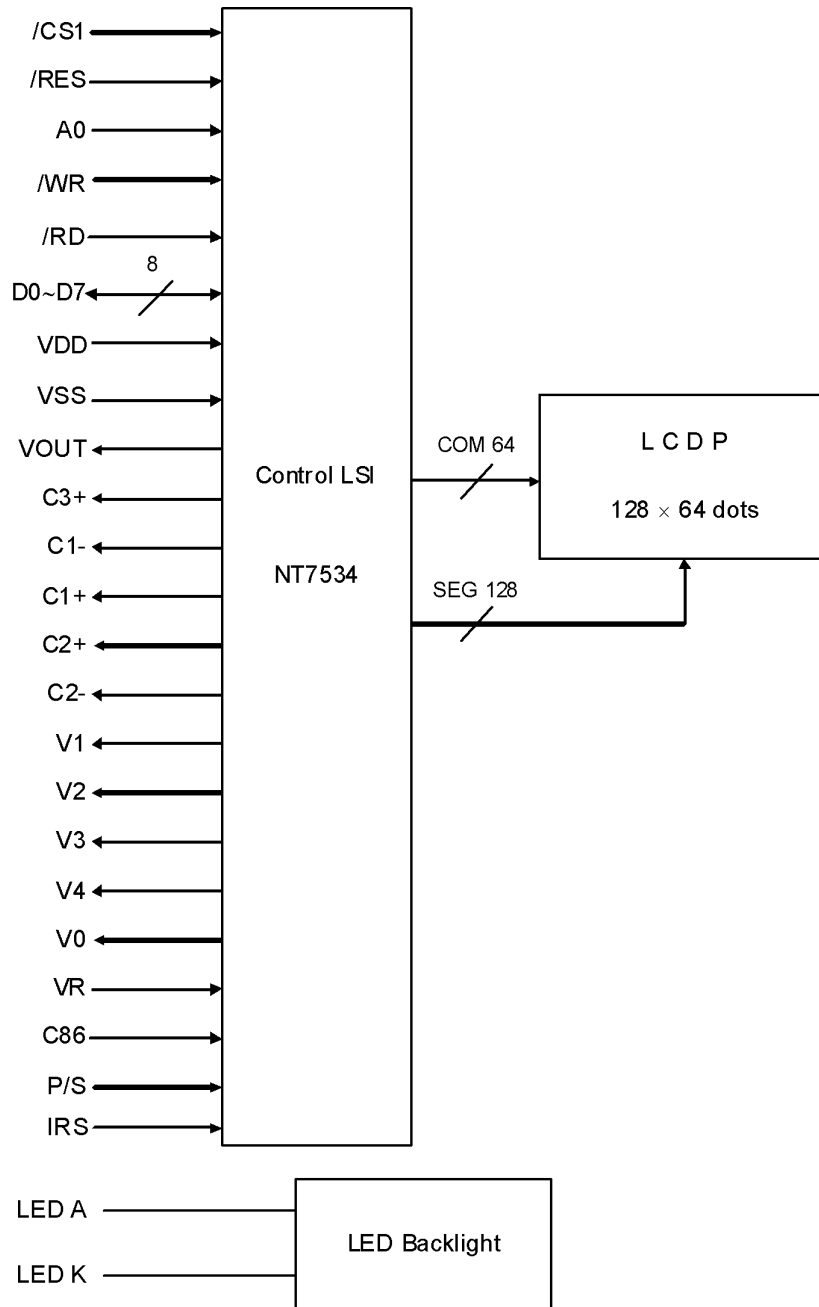 /CS1
/RES
A0
/WR
/RD
8
D0~D7
VDD
VSS
VOUT
C3+
C1-
C1+
C2+
C2-
V1
V2
V3
V4
V0
VR
C86
P/S
IRS
Control LSI
NT7534
COM 64
SEG 128
L C D P
128 × 64 dots
LED A
LED K
LED Backlight